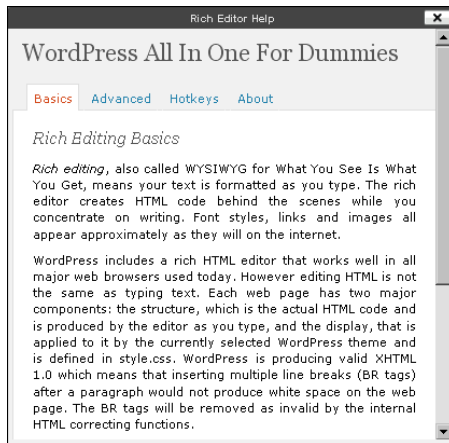 Rich Editor Help
WordPress All In One For Dummies
Basics Advanced Hotkeys About
Rich Editing Basics
Rich editing, also called WYSIWYG for What You See Is What
You Get, means your text is formatted as you type. The rich
editor creates HTML code behind the scenes while you
concentrate on writing. Font styles, links and images all
appear approximately as they will on the internet.
WordPress includes a rich HTML editor that works well in all
major web browsers used today. However editing HTML is not
the same as typing text. Each web page has two major
components: the structure, which is the actual HTML code and
is produced by the editor as you type, and the display, that is
applied to it by the currently selected WordPress theme and
is defined in style.css. WordPress is producing valid XHTML
1.0 which means that inserting multiple line breaks (BR tags)
after a paragraph would not produce white space on the web
page. The BR tags will be removed as invalid by the internal
HTML correcting functions.